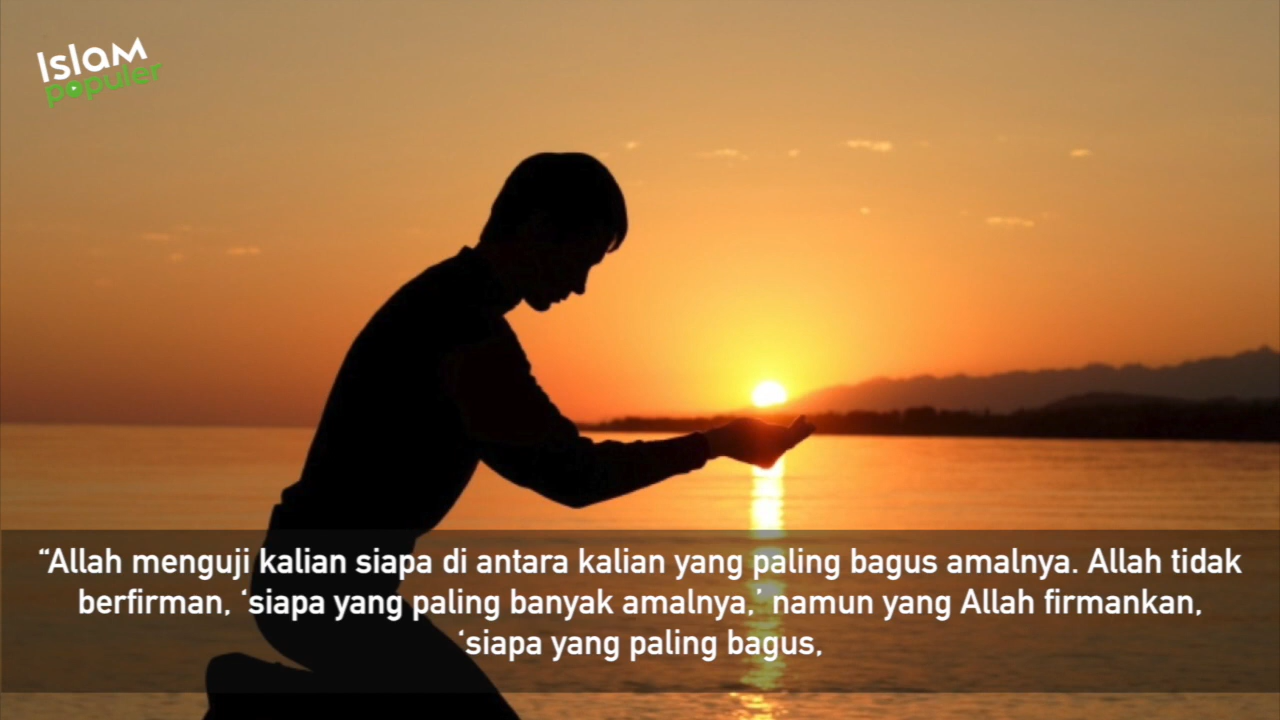 IslaM
populer
“Allah menguji kalian siapa di antara kalian yang paling bagus amalnya. Allah tidak
berfirman, ‘siapa yang paling banyak amalnya,’ namun yang Allah firmankan,
‘siapa yang paling bagus,